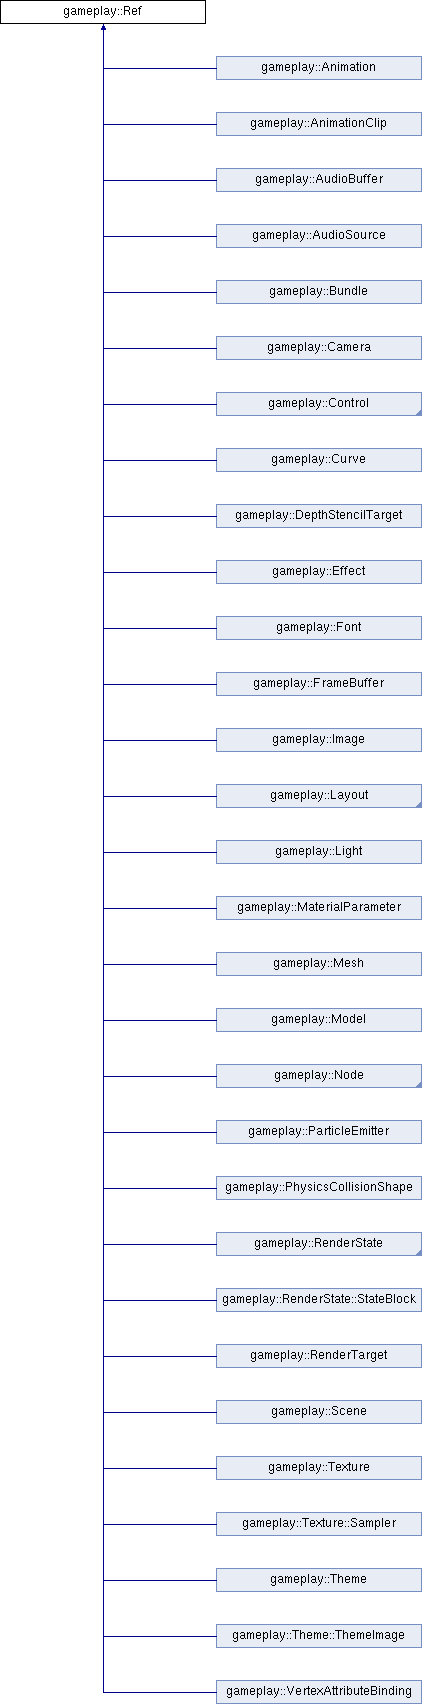 gameplay::Ref
gameplay::Animation
gameplay::AnimationClip
gameplay::AudioBuffer
gameplay::AudioSource
gameplay::Bundle
gameplay::Camera
gameplay::Control
gameplay::Curve
gameplay::DepthStencilTarget
gameplay::Effect
gameplay::Font
gameplay::FrameBuffer
gameplay::Image
gameplay::Layout
gameplay::Light
gameplay::MaterialParameter
gameplay::Mesh
gameplay::Model
gameplay::Node
gameplay::ParticleEmitter
gameplay::PhysicsCollisionShape
gameplay::RenderState
gameplay::RenderState::StateBlock
gameplay::RenderTarget
gameplay::Scene
gameplay::Texture
gameplay::Texture::Sampler
gameplay::Theme
gameplay::Theme::ThemeImage
gameplay::VertexAttributeBinding